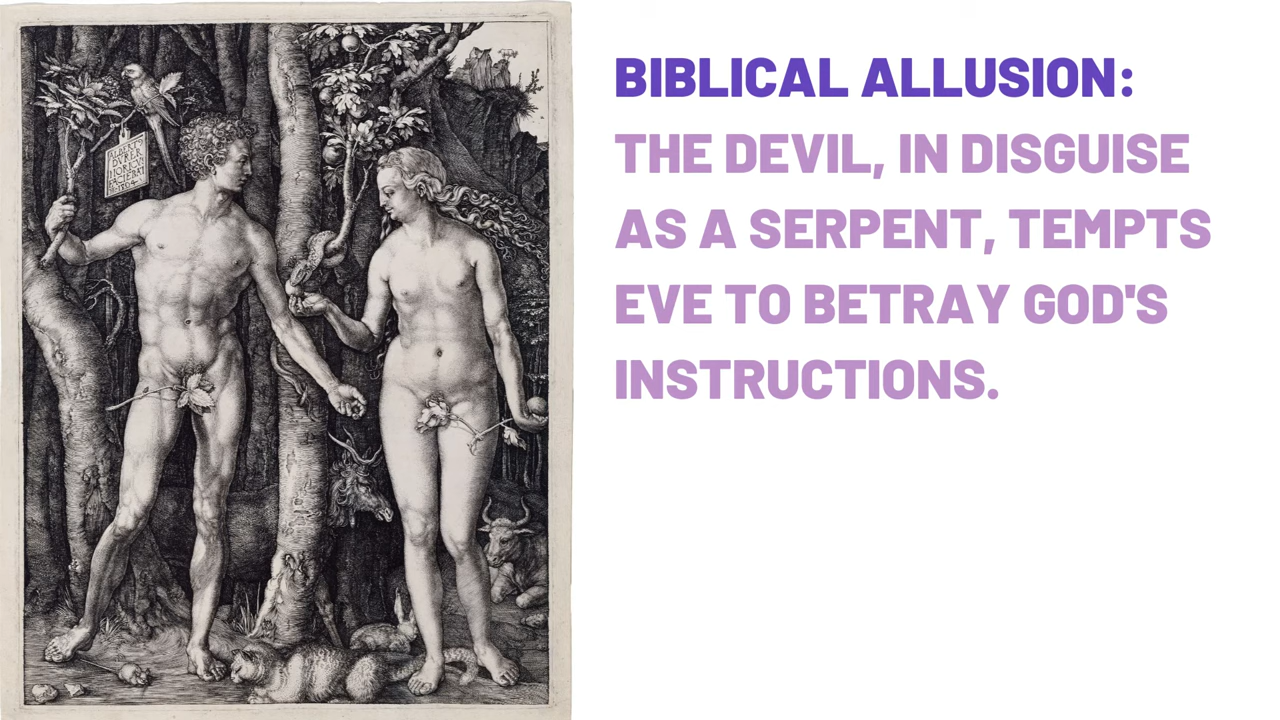 BIBLICAL ALLUSION:
THE DEVIL, IN DISGUISE
AS A SERPENT, TEMPTS
EVE TO BETRAY GOD'S
INSTRUCTIONS.